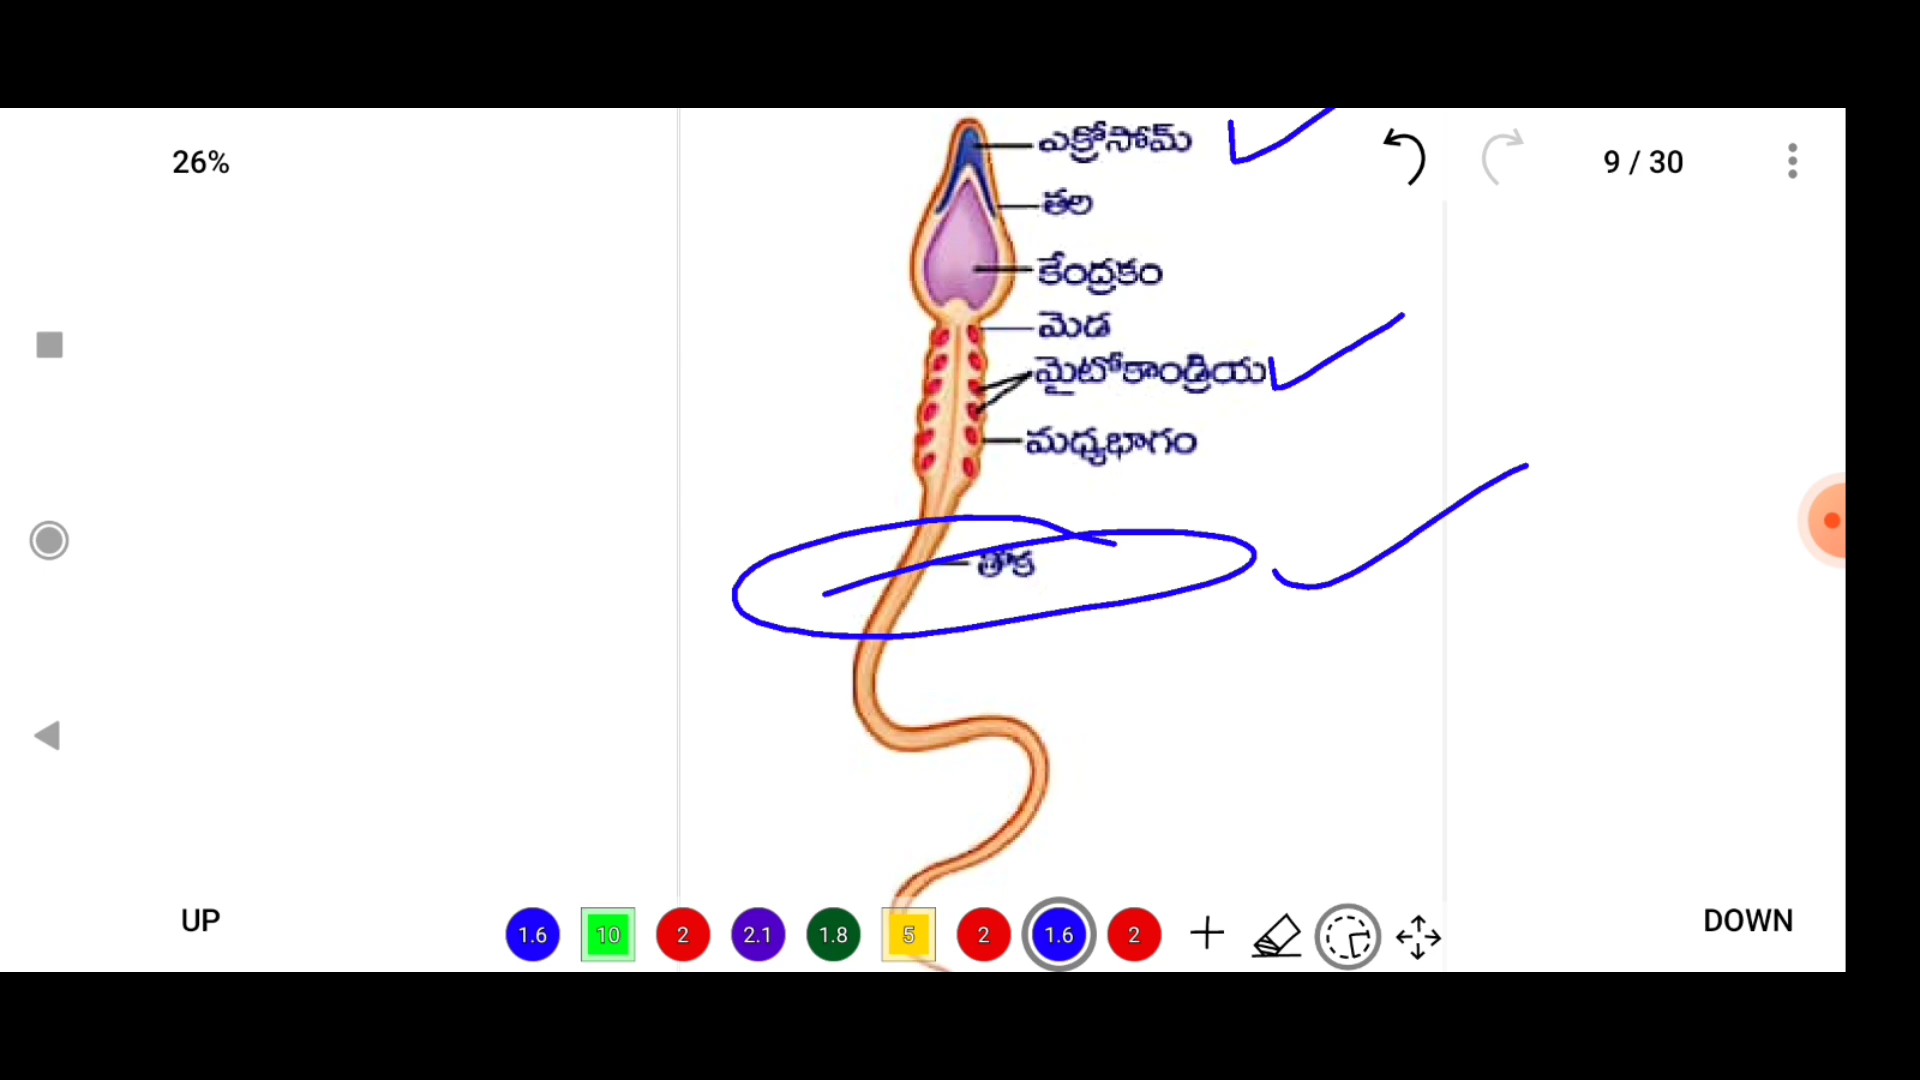 26%
ఎక్రోసోమ్
9 / 30
తల
కేంద్రకం
మెడ
మైటోకాండ్రియ
మధ్యభాగం
తోక
UP
DOWN
1.6
10
2
2.1
1.8
5
2
1.6
2